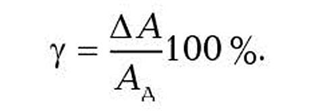 γ = ΔA / A_д 100 %.